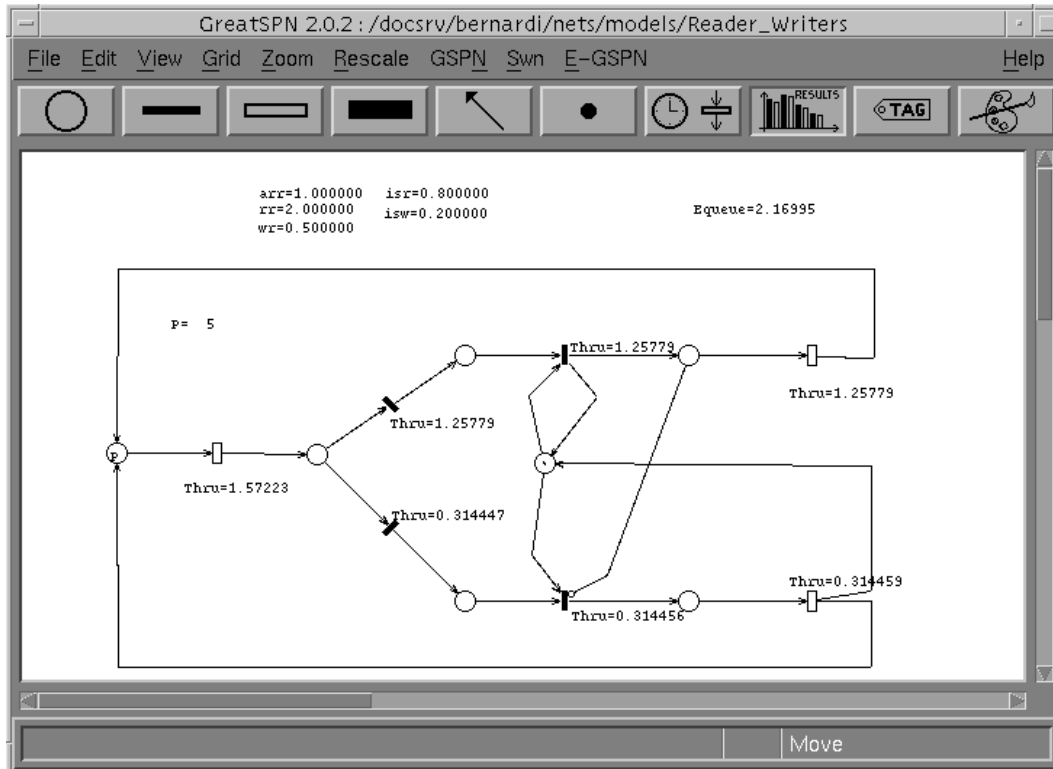 GreatSPN 2.0.2 : /docsrv/bernardi/nets/models/Reader_Writers
File Edit View Grid Zoom Rescale GSPN Swn E-GSPN Help
RESULTS
TAG
arr=1.000000 isr=0.800000
rr=2.000000 isw=0.200000 Equeue=2.16995
wr=0.500000
P= 5
Thru=1.25779
Thru=1.25779
Thru=1.25779
P
Thru=1.57223
Thru=0.314447
Thru=0.314459
Thru=0.314456
Move